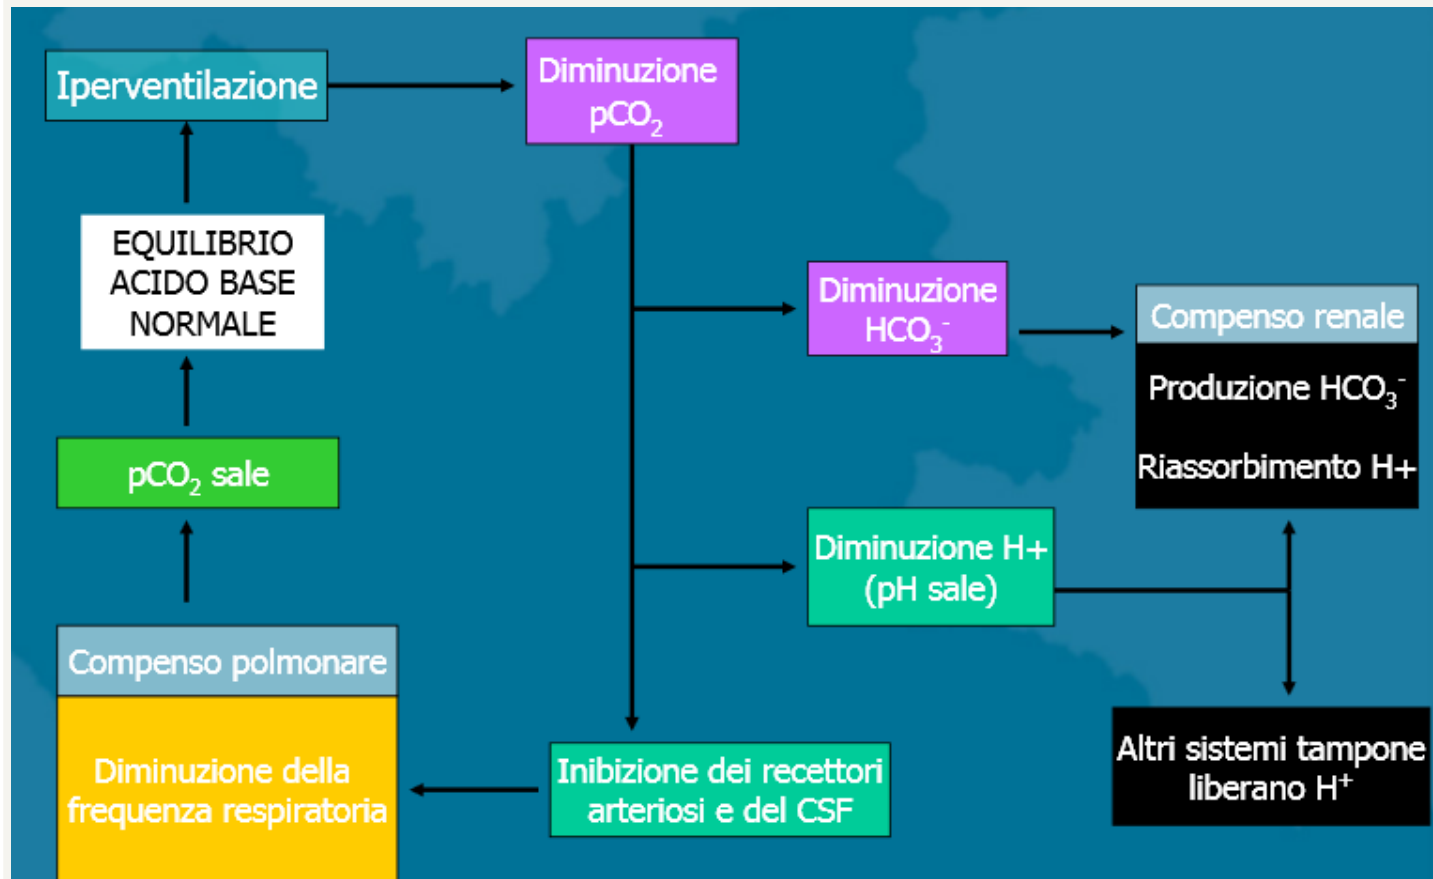 Iperventilazione
Diminuzione
pCO₂
EQUILIBRIO
ACIDO BASE
NORMALE
Diminuzione
HCO₃⁻
Compenso renale
Produzione HCO₃⁻
Riassorbimento H+
pCO₂ sale
Diminuzione H+
(pH sale)
Compenso polmonare
Diminuzione della
frequenza respiratoria
Inibizione dei recettori
arteriosi e del CSF
Altri sistemi tampone
liberano H⁺